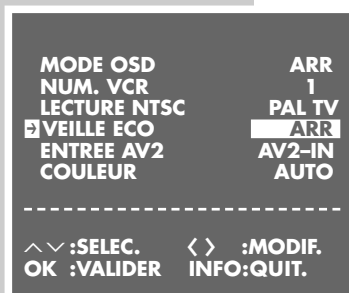 MODE OSD ARR
NUM. VCR 1
LECTURE NTSC PAL TV
VEILLE ECO ARR
ENTREE AV2 AV2–IN
COULEUR AUTO
:SELEC. :MODIF.
OK :VALIDER INFO:QUIT.